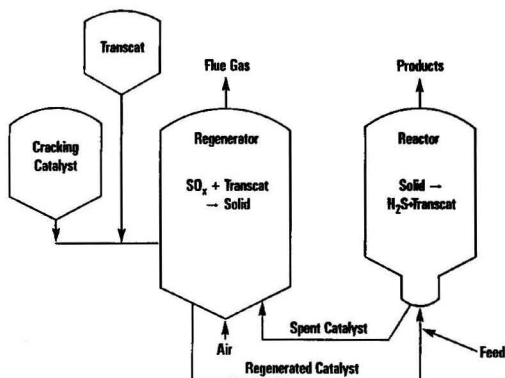 Transcat
Flue Gas
Products
Cracking
Catalyst
Regenerator
SOₓ + Transcat
→ Solid
Reactor
Solid →
H₂S+Transcat
Spent Catalyst
Air
Feed
Regenerated Catalyst